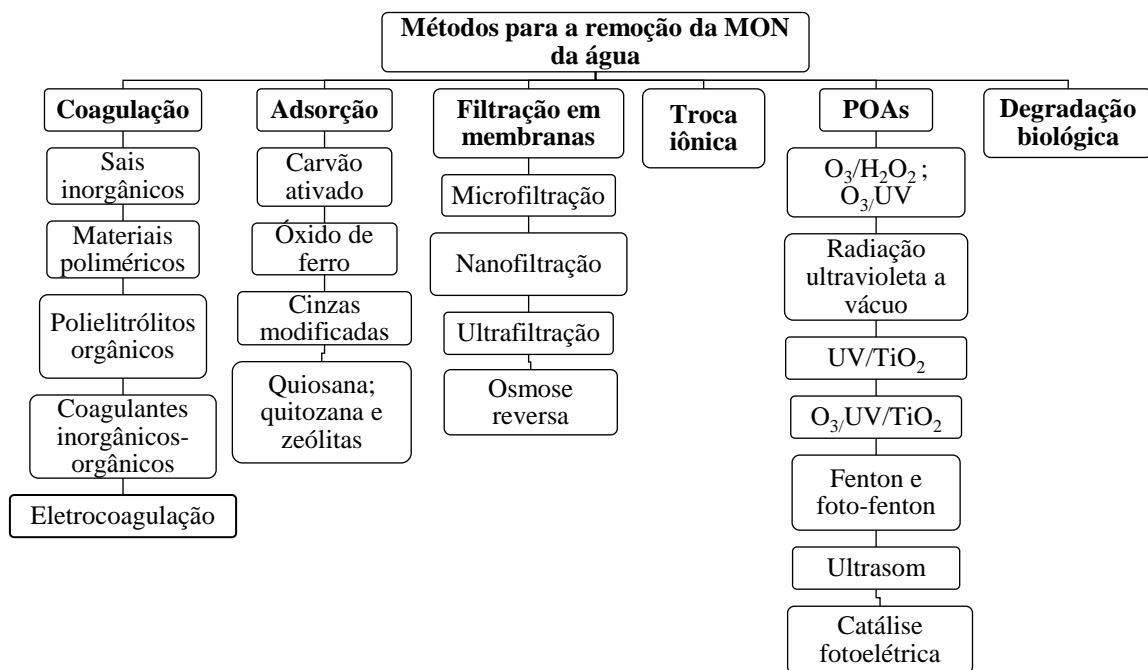 Métodos para a remoção da MON
da água
Coagulação
Sais
inorgânicos
Materiais
poliméricos
Polielitrólitos
orgânicos
Coagulantes
inorgânicos-
orgânicos
Eletrocoagulação
Adsorção
Carvão
ativado
Óxido de
ferro
Cinzas
modificadas
Quiosana;
quitozana e
zeólitas
Filtração em
membranas
Microfiltração
Nanofiltração
Ultrafiltração
Osmose
reversa
Troca
iônica
POAs
O₃/H₂O₂ ;
O₃/UV
Radiação
ultravioleta a
vácuo
UV/TiO₂
O₃/UV/TiO₂
Fenton e
foto-fenton
Ultrasom
Catálise
fotoelétrica
Degradação
biológica